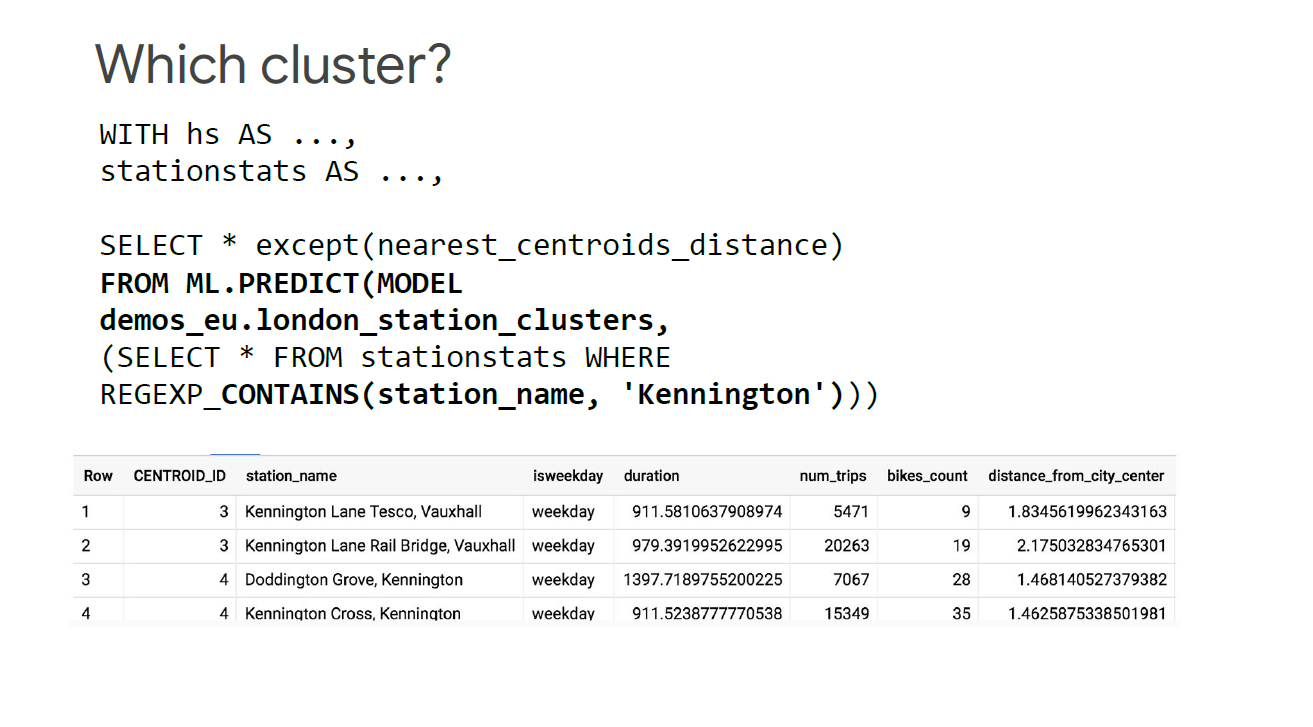 Which cluster?
WITH hs AS ...,
stationstats AS ...,
SELECT * except(nearest_centroids_distance)
FROM ML.PREDICT(MODEL
demos_eu.london_station_clusters,
(SELECT * FROM stationstats WHERE
REGEXP_CONTAINS(station_name, 'Kennington')))
Row CENTROID_ID station_name isweekday duration num_trips bikes_count distance_from_city_center
1 3 Kennington Lane Tesco, Vauxhall weekday 911.5810637908974 5471 9 1.8345619962343163
2 3 Kennington Lane Rail Bridge, Vauxhall weekday 979.3919952622995 20263 19 2.175032834765301
3 4 Doddington Grove, Kennington weekday 1397.7189755200225 7067 28 1.468140527379382
4 4 Kennington Cross, Kennington weekday 911.5238777770538 15349 35 1.4625875338501981